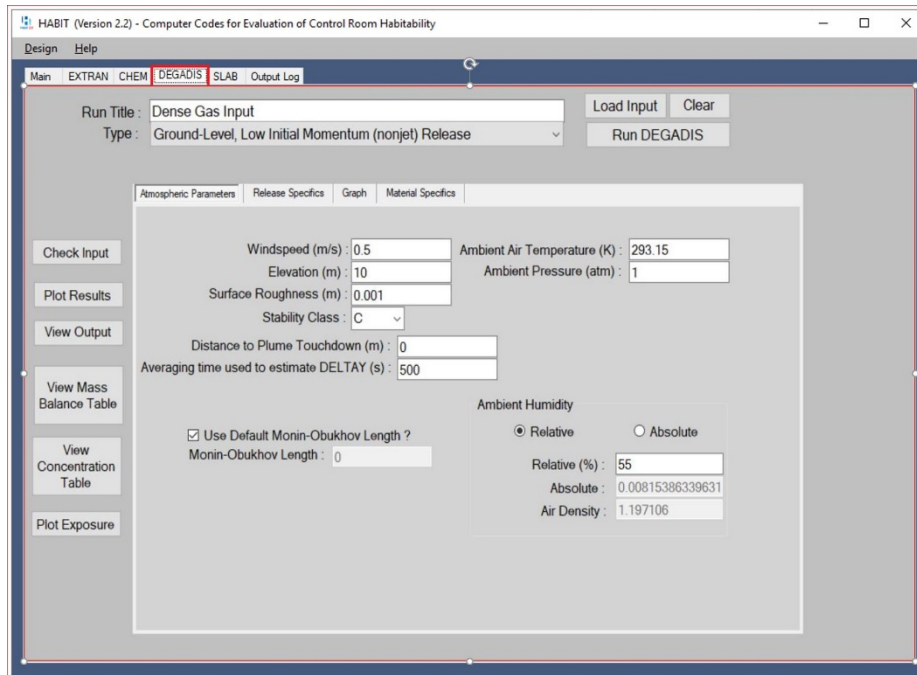 HABIT (Version 2.2) - Computer Codes for Evaluation of Control Room Habitability
Design Help
Main EXTRAN CHEM DEGADIS SLAB Output Log
Run Title : Dense Gas Input Load Input Clear
Type : Ground-Level, Low Initial Momentum (nonjet) Release Run DEGADIS
Atmospheric Parameters Release Specifics Graph Material Specifics
Check Input
Plot Results
View Output
View Mass
Balance Table
View
Concentration
Table
Plot Exposure
Windspeed (m/s) : 0.5 Ambient Air Temperature (K) : 293.15
Elevation (m) : 10 Ambient Pressure (atm) : 1
Surface Roughness (m) : 0.001
Stability Class : C
Distance to Plume Touchdown (m) : 0
Averaging time used to estimate DELTAY (s) : 500
Use Default Monin-Obukhov Length ?
Monin-Obukhov Length : 0
Ambient Humidity
Relative Absolute
Relative (%) : 55
Absolute : 0.00815386339631
Air Density : 1.197106